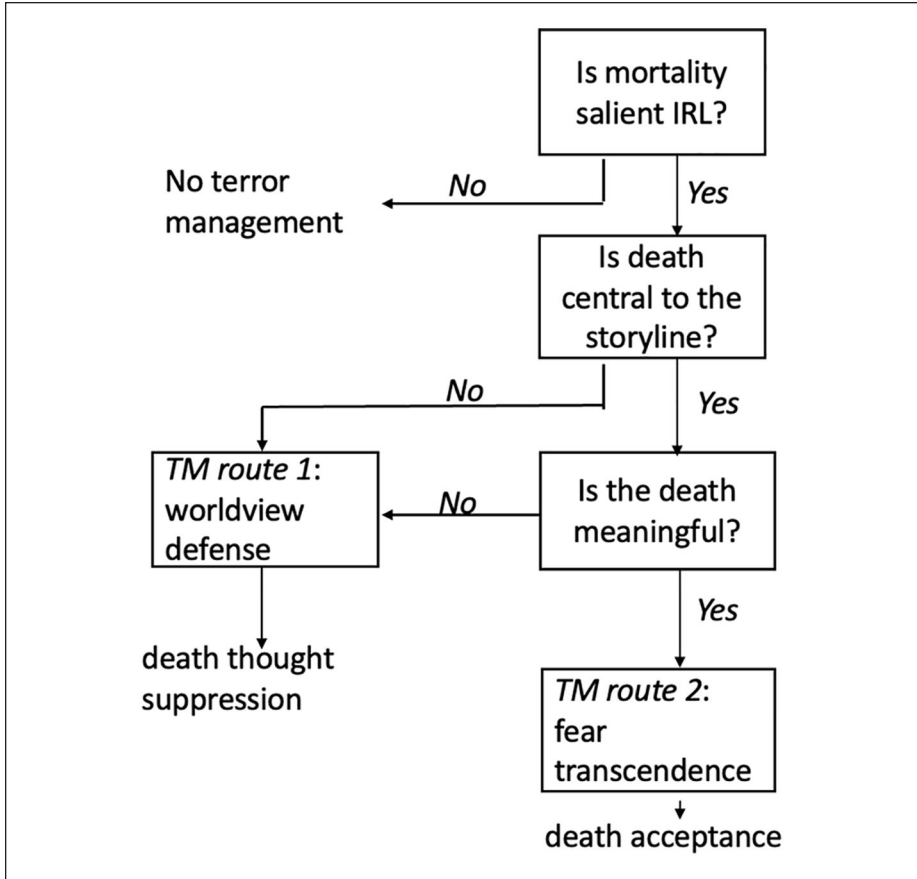 Is mortality
salient IRL?
No
Yes
No terror
management
Is death
central to the
storyline?
No
Yes
TM route 1:
worldview
defense
No
Is the death
meaningful?
Yes
death thought
suppression
TM route 2:
fear
transcendence
death acceptance